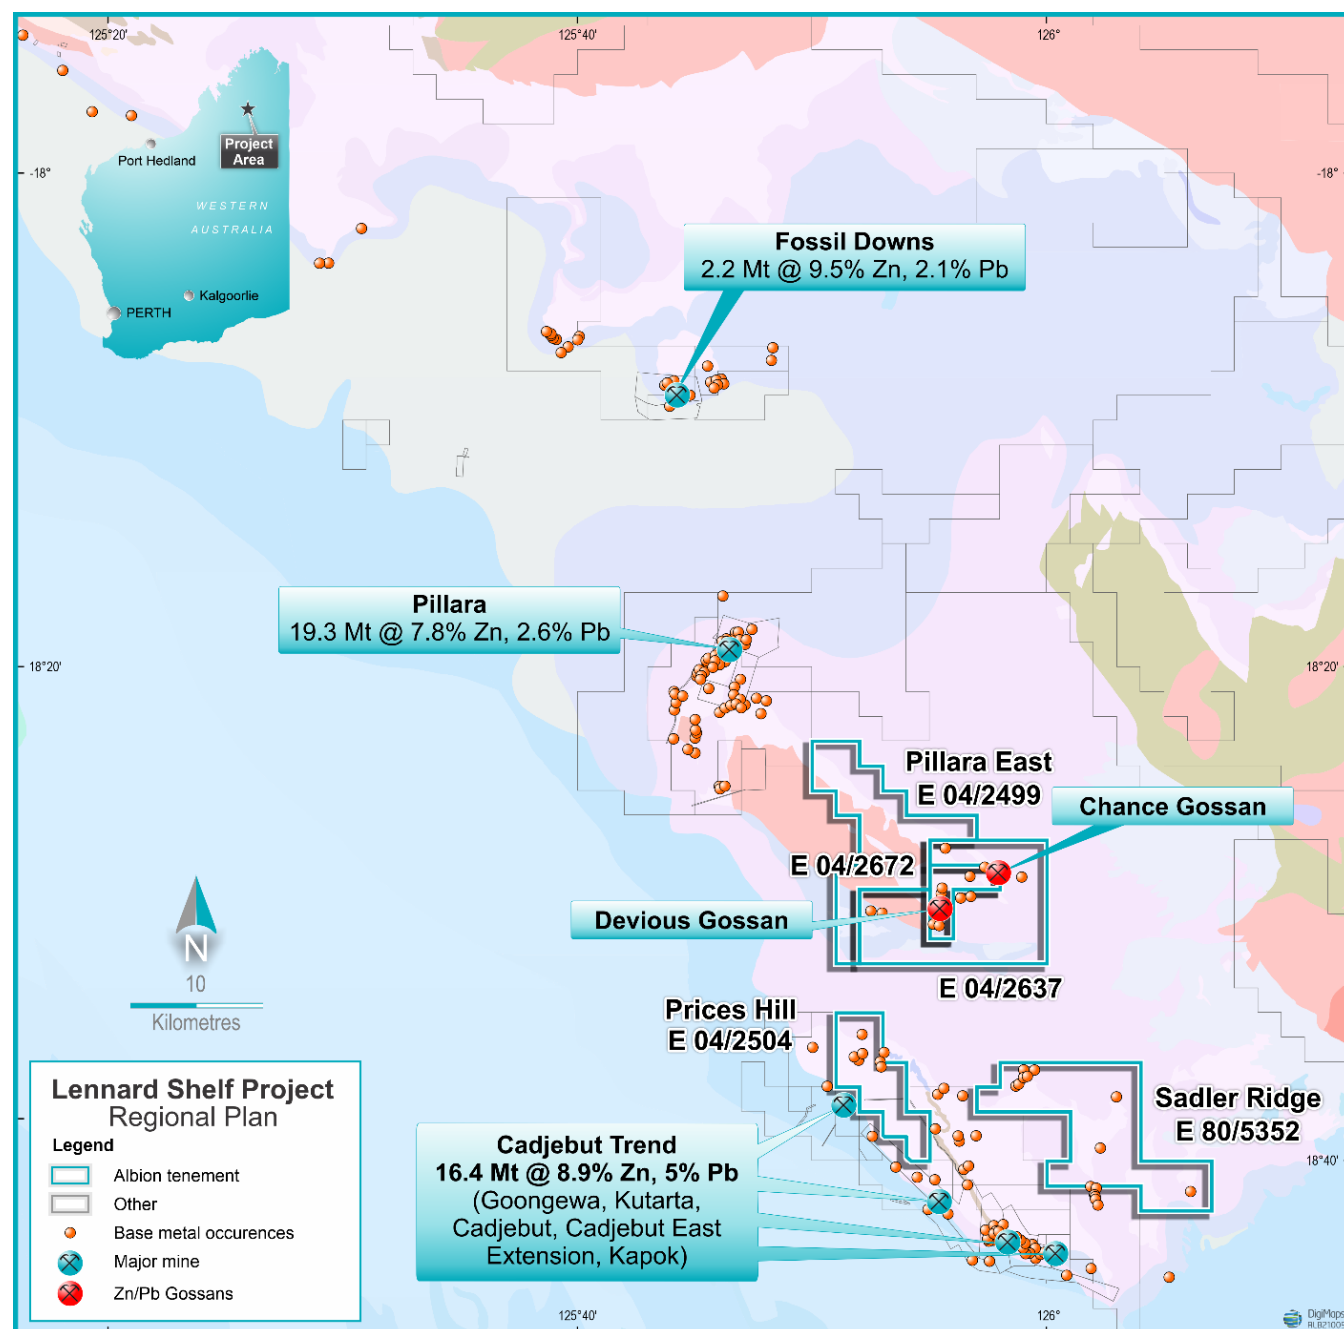 125°20'
125°40'
126°
-18°
-18°
Project
Area
Port Hedland
WESTERN
AUSTRALIA
Kalgoorlie
PERTH
Fossil Downs
2.2 Mt @ 9.5% Zn, 2.1% Pb
Pillara
19.3 Mt @ 7.8% Zn, 2.6% Pb
18°20'
18°20'
Pillara East
E 04/2499
Chance Gossan
E 04/2672
Devious Gossan
E 04/2637
N
10
Kilometres
Prices Hill
E 04/2504
Sadler Ridge
E 80/5352
18°40'
Cadjebut Trend
16.4 Mt @ 8.9% Zn, 5% Pb
(Goongewa, Kutarta,
Cadjebut, Cadjebut East
Extension, Kapok)
Lennard Shelf Project
Regional Plan
Legend
Albion tenement
Other
Base metal occurences
Major mine
Zn/Pb Gossans
125°40'
126°
DigiMaps